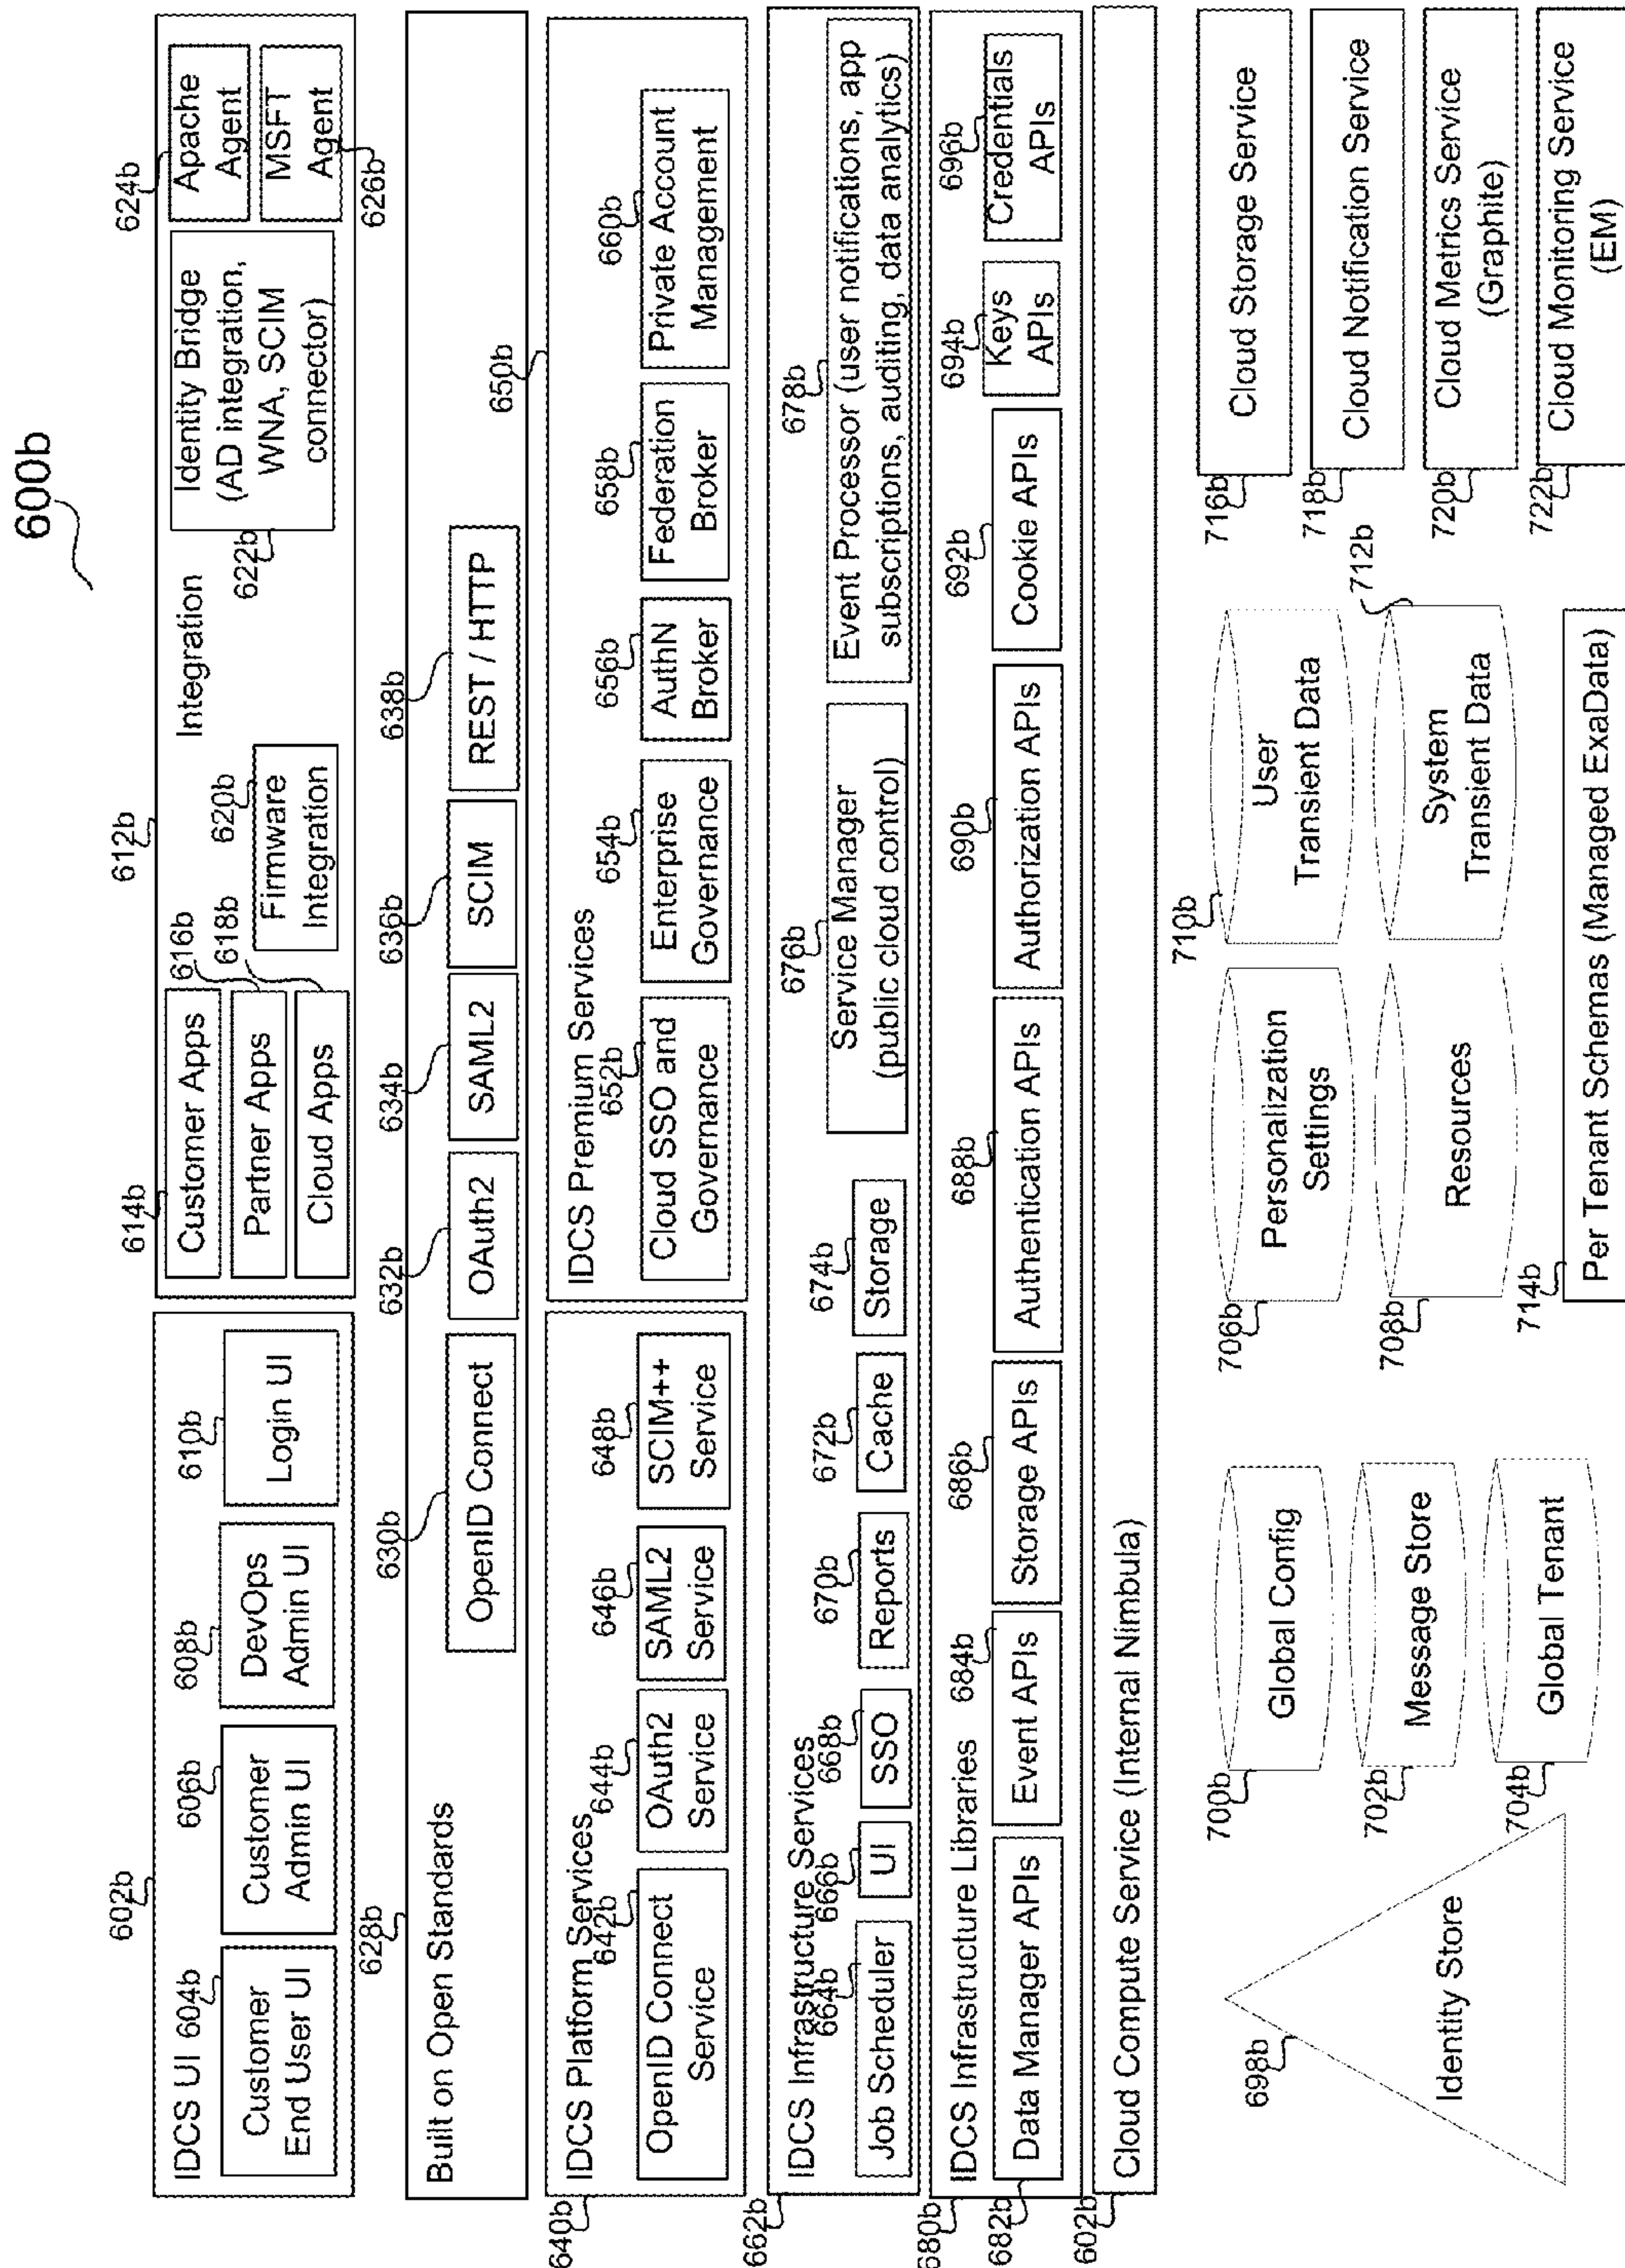 600b
602b
IDCS UI
604b
Customer
End User UI
606b
Customer
Admin UI
608b
DevOps
Admin UI
610b
Login UI
612b
Integration
614b
Customer Apps
616b
Partner Apps
618b
Cloud Apps
620b
Firmware
Integration
622b
Identity Bridge
(AD integration,
WNA, SCIM
connector)
624b
Apache
Agent
MSFT
Agent
626b
628b
Built on Open Standards
630b
OpenID Connect
632b
OAuth2
634b
SAML2
636b
SCIM
638b
REST / HTTP
640b
IDCS Platform Services
642b
OpenID Connect
Service
644b
OAuth2
Service
646b
SAML2
Service
648b
SCIM++
Service
650b
IDCS Premium Services
652b
Cloud SSO and
Governance
654b
Enterprise
Governance
656b
AuthN
Broker
658b
Federation
Broker
660b
Private Account
Management
662b
IDCS Infrastructure Services
664b
Job Scheduler
666b
UI
668b
SSO
670b
Reports
672b
Cache
674b
Storage
676b
Service Manager
(public cloud control)
678b
Event Processor (user notifications, app
subscriptions, auditing, data analytics)
680b
IDCS Infrastructure Libraries
682b
Data Manager APIs
684b
Event APIs
686b
Storage APIs
688b
Authentication APIs
690b
Authorization APIs
692b
Cookie APIs
694b
Keys
APIs
696b
Credentials
APIs
602b
Cloud Compute Service (Internal Nimbula)
698b
Identity Store
700b
Global Config
702b
Message Store
704b
Global Tenant
706b
Personalization
Settings
708b
Resources
710b
User
Transient Data
712b
System
Transient Data
714b
Per Tenant Schemas (Managed ExaData)
716b
Cloud Storage Service
718b
Cloud Notification Service
720b
Cloud Metrics Service
(Graphite)
722b
Cloud Monitoring Service
(EM)